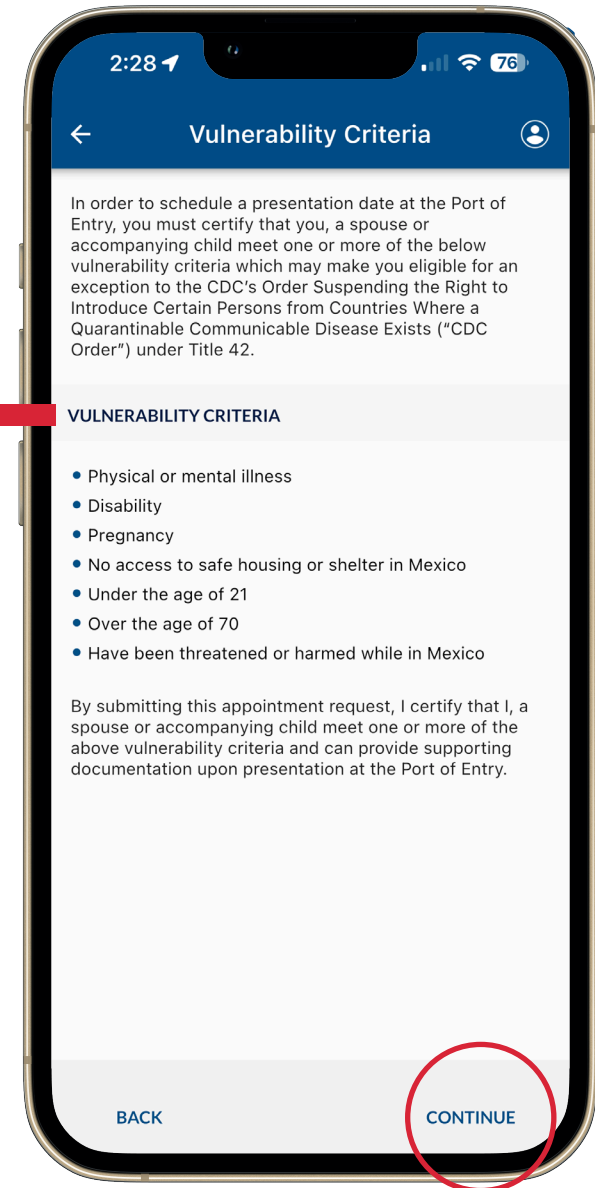 2:28
76
Vulnerability Criteria
In order to schedule a presentation date at the Port of
Entry, you must certify that you, a spouse or
accompanying child meet one or more of the below
vulnerability criteria which may make you eligible for an
exception to the CDC's Order Suspending the Right to
Introduce Certain Persons from Countries Where a
Quarantinable Communicable Disease Exists (“CDC
Order”) under Title 42.
VULNERABILITY CRITERIA
• Physical or mental illness
• Disability
• Pregnancy
• No access to safe housing or shelter in Mexico
• Under the age of 21
• Over the age of 70
• Have been threatened or harmed while in Mexico
By submitting this appointment request, I certify that I, a
spouse or accompanying child meet one or more of the
above vulnerability criteria and can provide supporting
documentation upon presentation at the Port of Entry.
BACK
CONTINUE